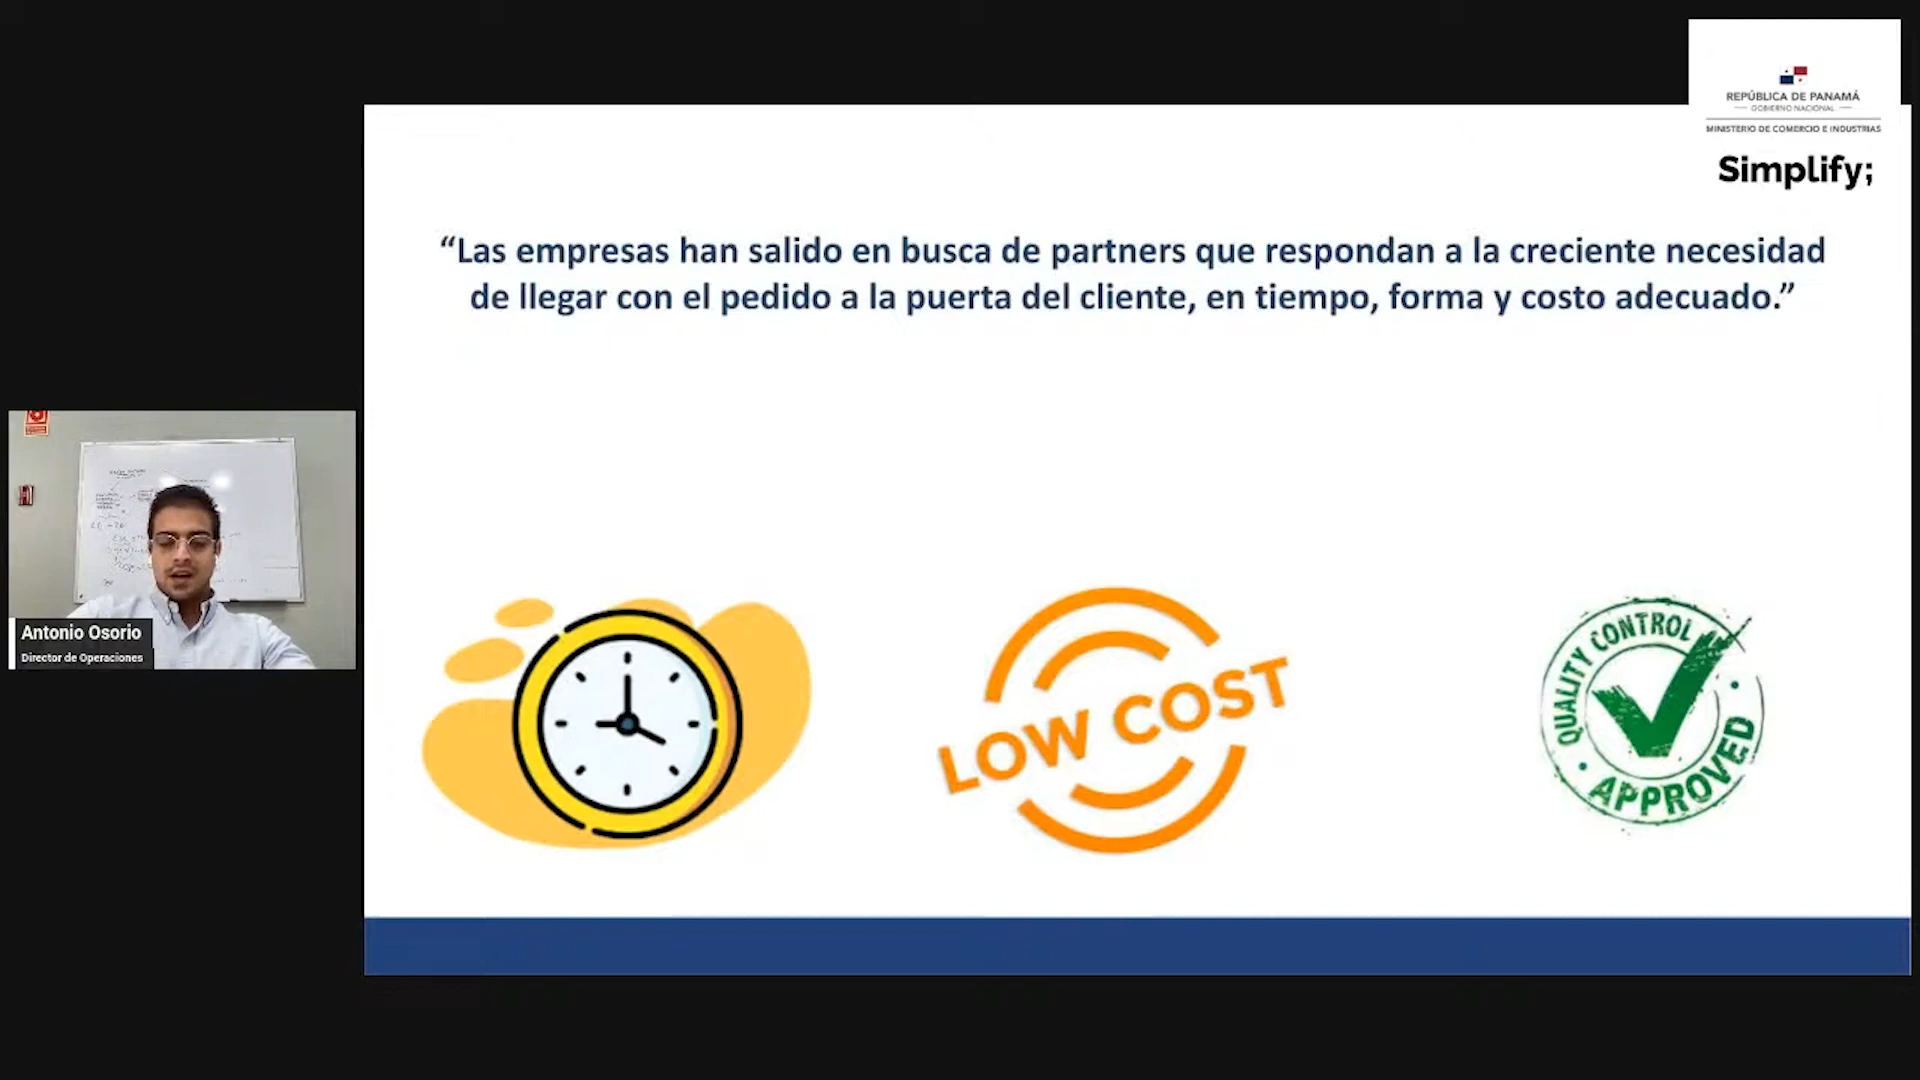 REPÚBLICA DE PANAMÁ
GOBIERNO NACIONAL
MINISTERIO DE COMERCIO E INDUSTRIAS
Simplify;
“Las empresas han salido en busca de partners que respondan a la creciente necesidad
de llegar con el pedido a la puerta del cliente, en tiempo, forma y costo adecuado.”
Antonio Osorio
Director de Operaciones
LOW COST
QUALITY CONTROL
APPROVED